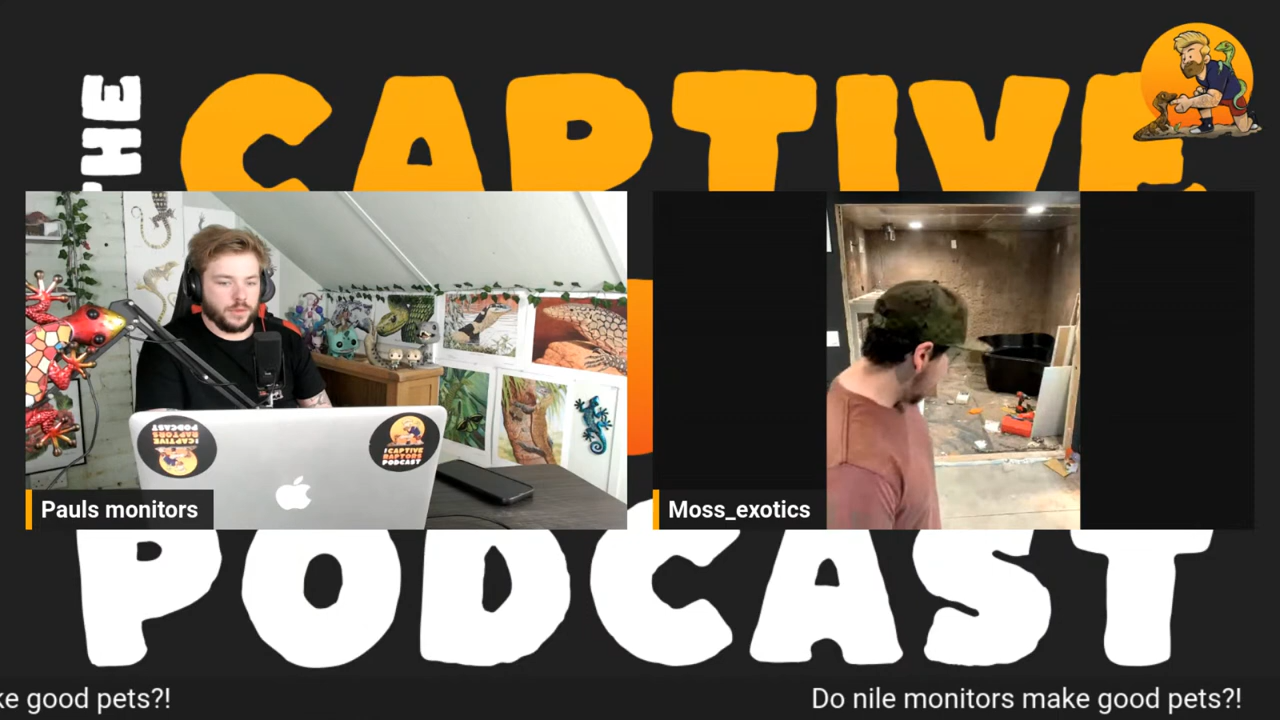 THE
CAPTIVE
CAPTIVE
RAPTORS
PODCAST
CAPTIVE
RAPTORS
PODCAST
Pauls monitors
Moss_exotics
PODCAST
ke good pets?!
Do nile monitors make good pets?!